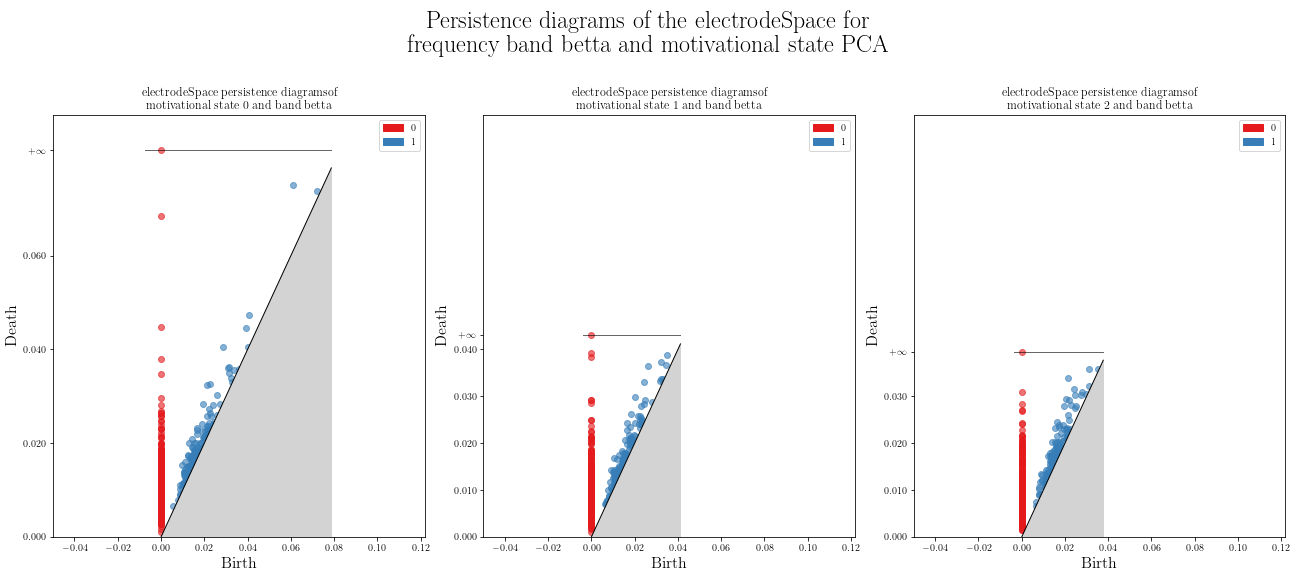 Persistence diagrams of the electrodeSpace for
frequency band betta and motivational state PCA
electrodeSpace persistence diagramsof
motivational state 0 and band betta
0
1
+∞
0.060
0.040
0.020
0.000
Death
−0.04 −0.02 0.00 0.02 0.04 0.06 0.08 0.10 0.12
Birth
electrodeSpace persistence diagramsof
motivational state 1 and band betta
0
1
+∞
0.040
0.030
0.020
0.010
0.000
Death
−0.04 −0.02 0.00 0.02 0.04 0.06 0.08 0.10 0.12
Birth
electrodeSpace persistence diagramsof
motivational state 2 and band betta
0
1
+∞
0.030
0.020
0.010
0.000
Death
−0.04 −0.02 0.00 0.02 0.04 0.06 0.08 0.10 0.12
Birth